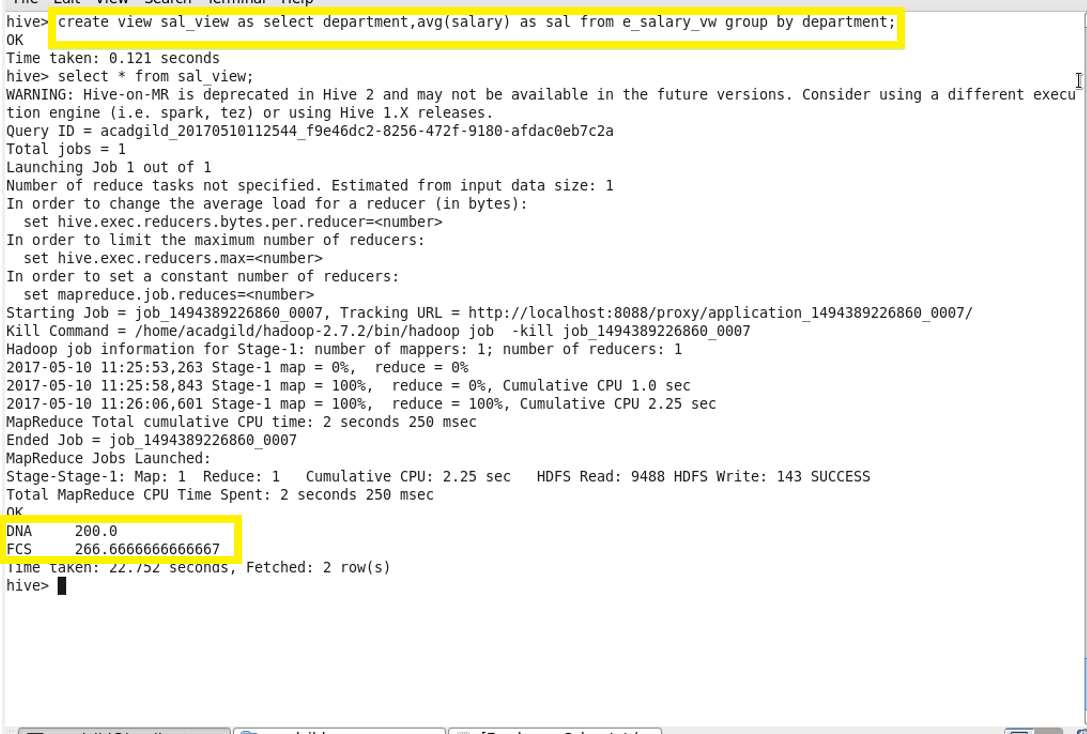 File Edit View Search Terminal Help
hive> create view sal_view as select department,avg(salary) as sal from e_salary_vw group by department;
OK
Time taken: 0.121 seconds
hive> select * from sal_view;
WARNING: Hive-on-MR is deprecated in Hive 2 and may not be available in the future versions. Consider using a different execu
tion engine (i.e. spark, tez) or using Hive 1.X releases.
Query ID = acadgild_20170510112544_f9e46dc2-8256-472f-9180-afdac0eb7c2a
Total jobs = 1
Launching Job 1 out of 1
Number of reduce tasks not specified. Estimated from input data size: 1
In order to change the average load for a reducer (in bytes):
  set hive.exec.reducers.bytes.per.reducer=<number>
In order to limit the maximum number of reducers:
  set hive.exec.reducers.max=<number>
In order to set a constant number of reducers:
  set mapreduce.job.reduces=<number>
Starting Job = job_1494389226860_0007, Tracking URL = http://localhost:8088/proxy/application_1494389226860_0007/
Kill Command = /home/acadgild/hadoop-2.7.2/bin/hadoop job  -kill job_1494389226860_0007
Hadoop job information for Stage-1: number of mappers: 1; number of reducers: 1
2017-05-10 11:25:53,263 Stage-1 map = 0%,  reduce = 0%
2017-05-10 11:25:58,843 Stage-1 map = 100%,  reduce = 0%, Cumulative CPU 1.0 sec
2017-05-10 11:26:06,601 Stage-1 map = 100%,  reduce = 100%, Cumulative CPU 2.25 sec
MapReduce Total cumulative CPU time: 2 seconds 250 msec
Ended Job = job_1494389226860_0007
MapReduce Jobs Launched:
Stage-Stage-1: Map: 1  Reduce: 1   Cumulative CPU: 2.25 sec   HDFS Read: 9488 HDFS Write: 143 SUCCESS
Total MapReduce CPU Time Spent: 2 seconds 250 msec
OK
DNA     200.0
FCS     266.6666666666667
Time taken: 22.752 seconds, Fetched: 2 row(s)
hive>